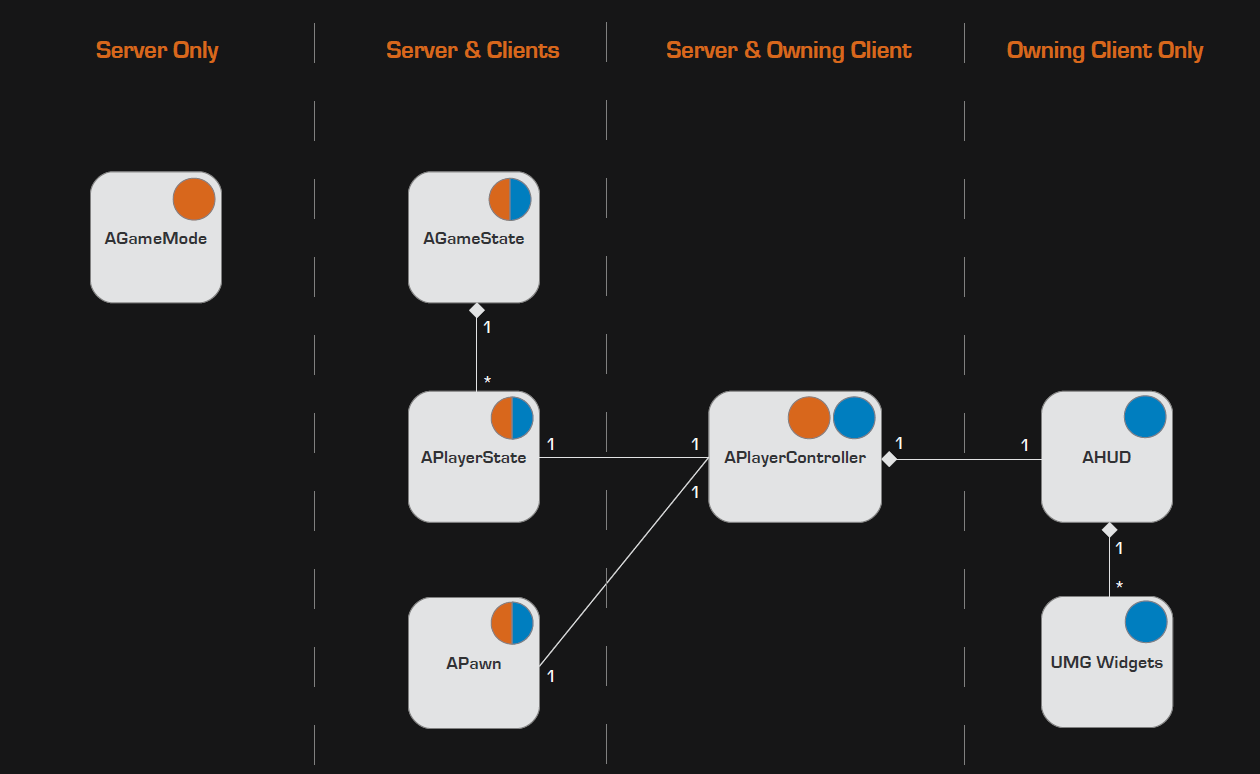 Server Only
Server & Clients
Server & Owning Client
Owning Client Only
AGameMode
AGameState
1
*
APlayerState
1
1
1
APlayerController
1
1
AHUD
1
*
APawn
1
UMG Widgets